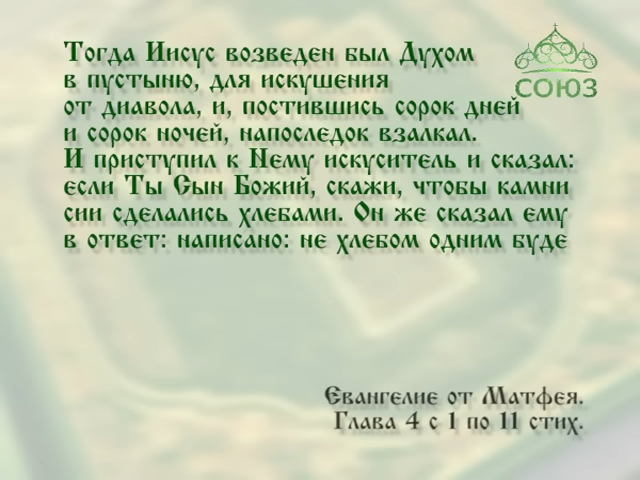 Тогда Иисус возведен был Духом
в пустыню, для искушения
от диавола, и, постившись сорок дней
и сорок ночей, напоследок взалкал.
И приступил к Нему искуситель и сказал:
если Ты Сын Божий, скажи, чтобы камни
сии сделались хлебами. Он же сказал ему
в ответ: написано: не хлебом одним буде
СОЮЗ
Евангелие от Матфея.
Глава 4 с 1 по 11 стих.